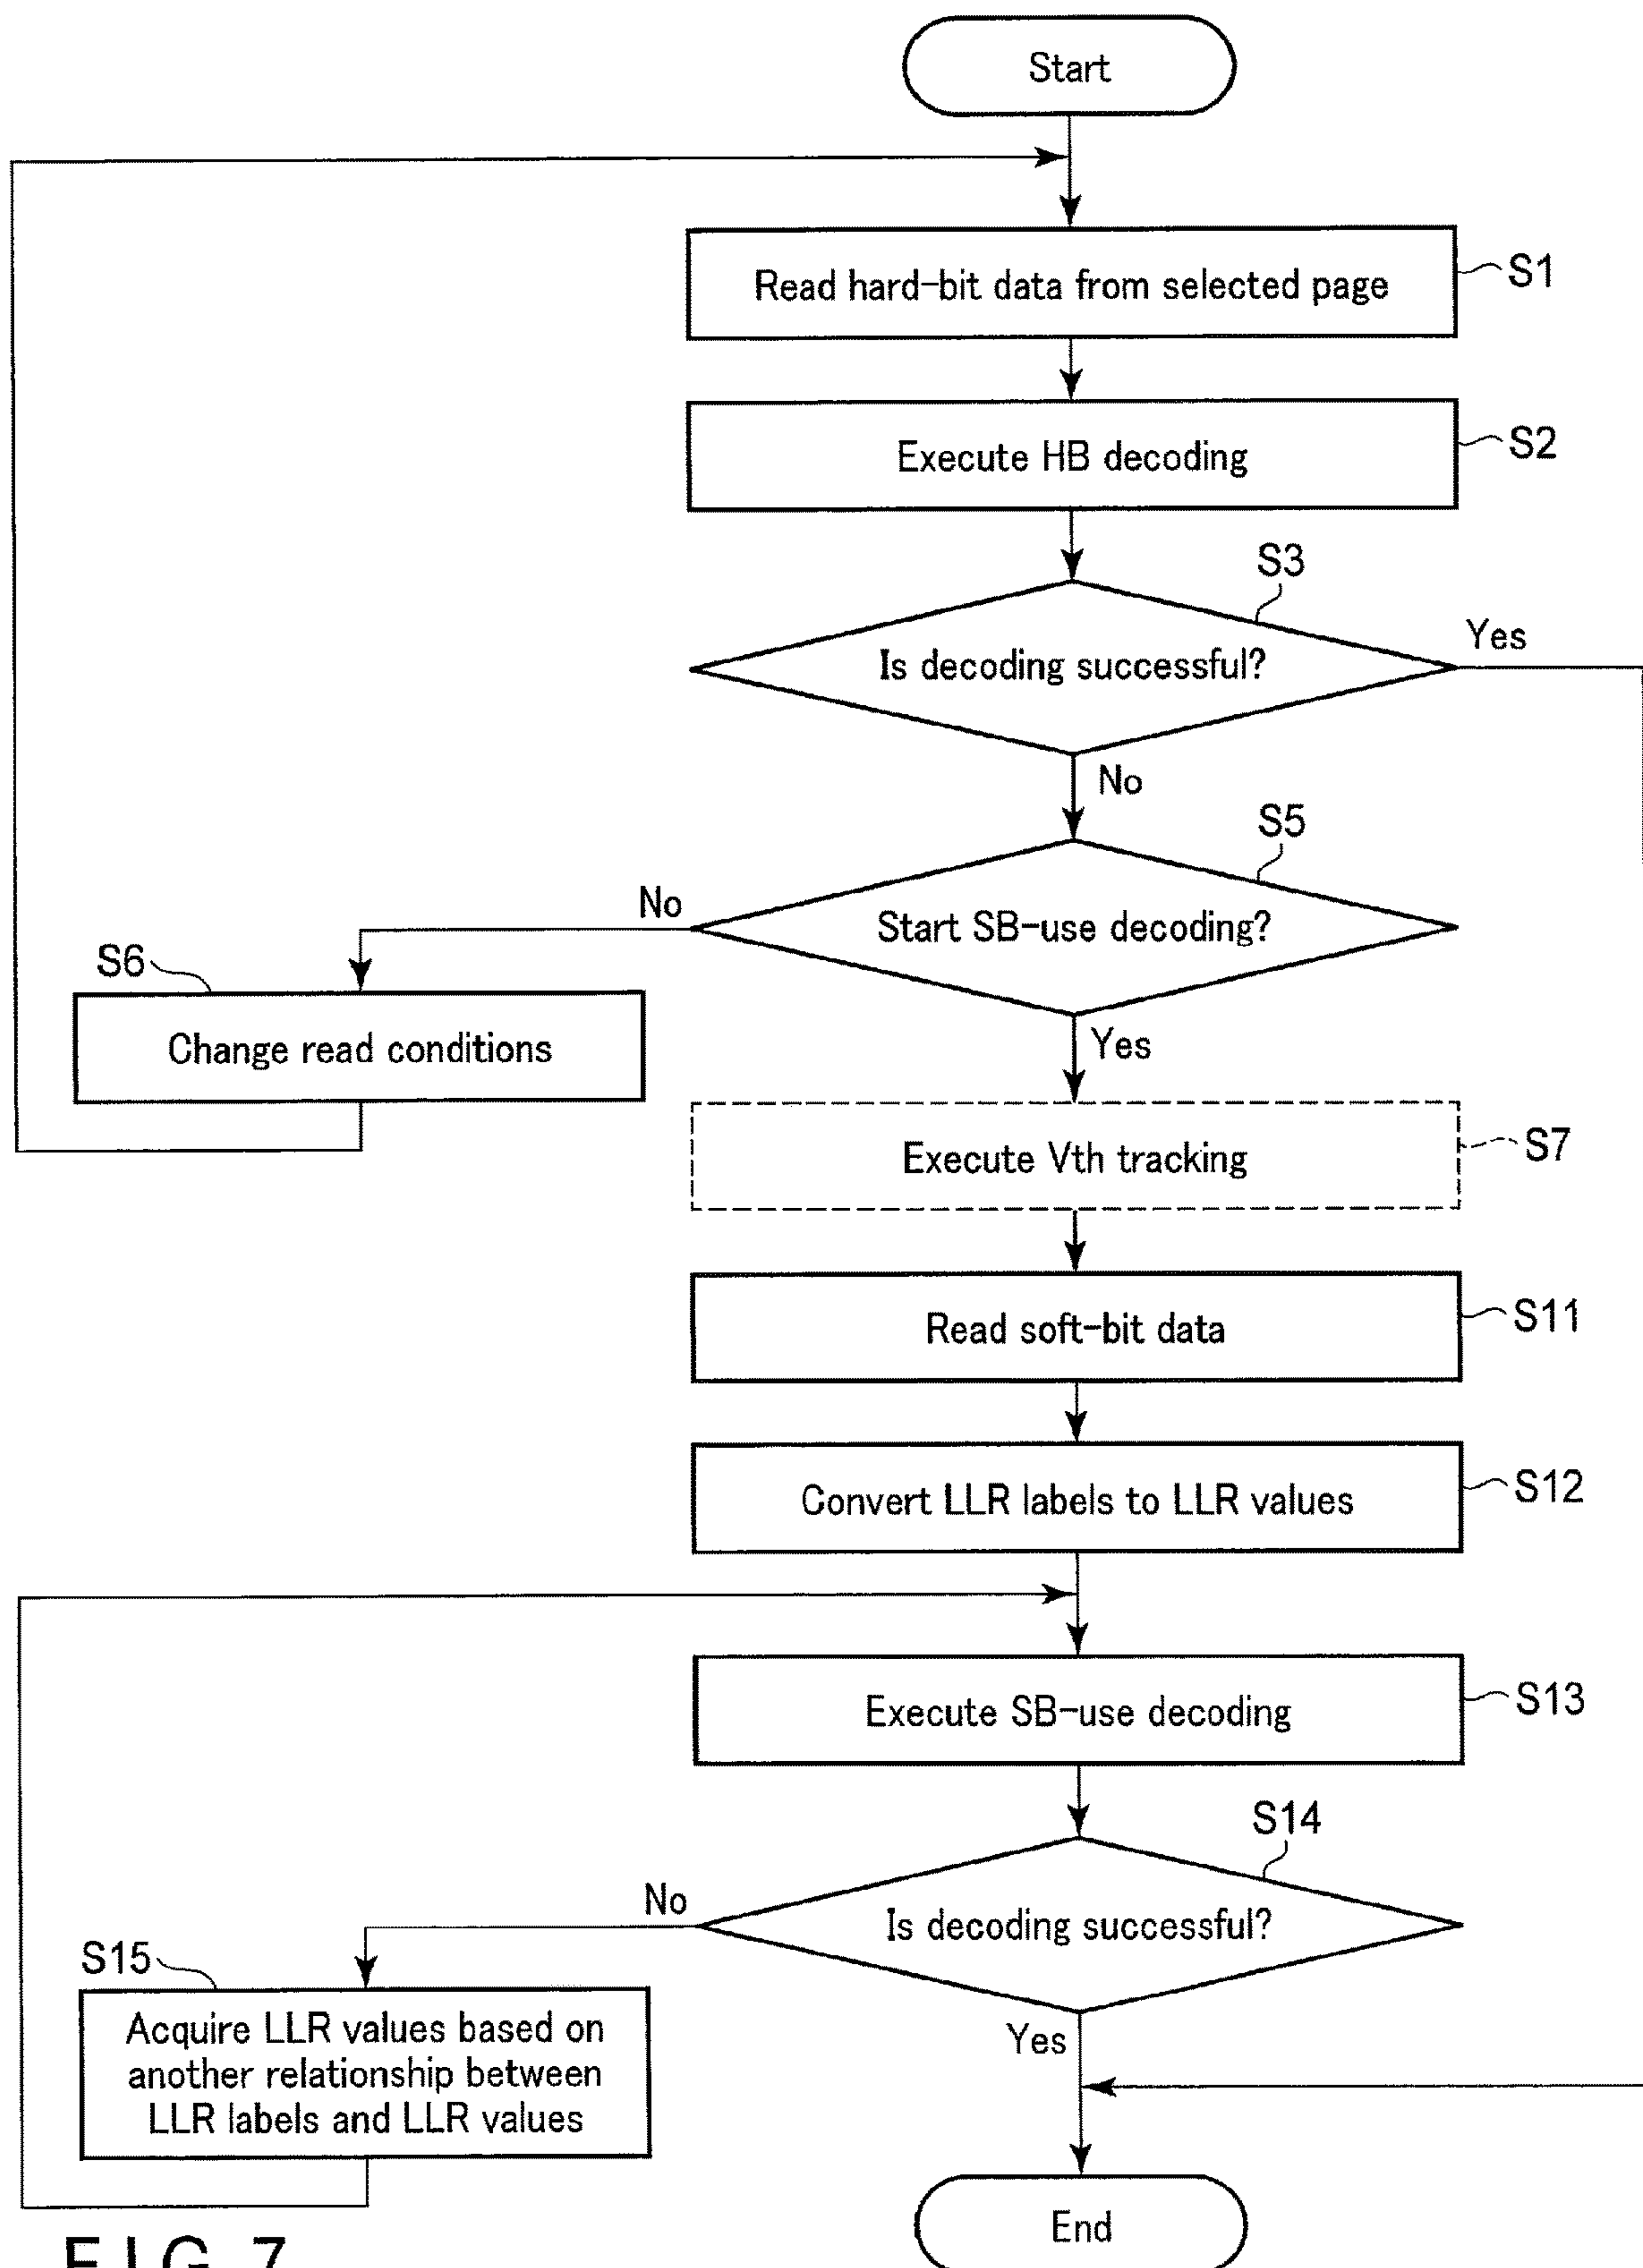 Start
Read hard-bit data from selected page
S1
Execute HB decoding
S2
S3
Is decoding successful?
Yes
No
S5
Start SB-use decoding?
No
S6
Change read conditions
Yes
Execute Vth tracking
S7
Read soft-bit data
S11
Convert LLR labels to LLR values
S12
Execute SB-use decoding
S13
S14
Is decoding successful?
No
S15
Acquire LLR values based on
another relationship between
LLR labels and LLR values
Yes
End
FIG. 7